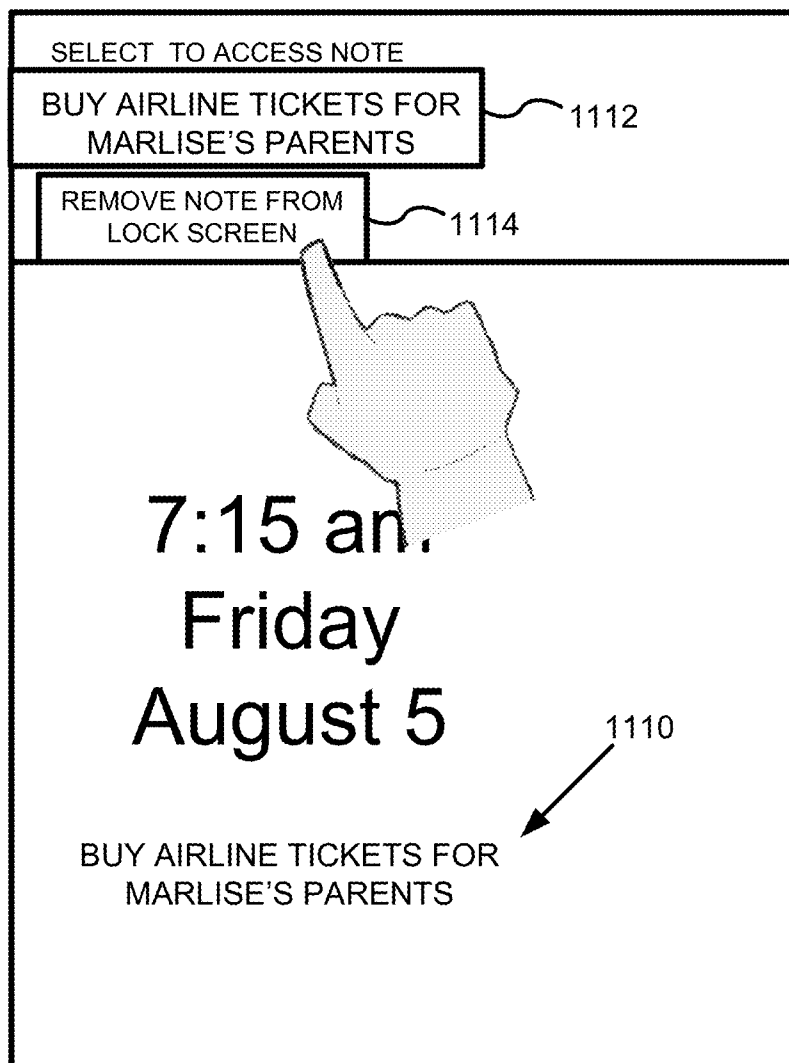 SELECT TO ACCESS NOTE
BUY AIRLINE TICKETS FOR
MARLISE'S PARENTS
1112
REMOVE NOTE FROM
LOCK SCREEN
1114
7:15 am
Friday
August 5
1110
BUY AIRLINE TICKETS FOR
MARLISE'S PARENTS